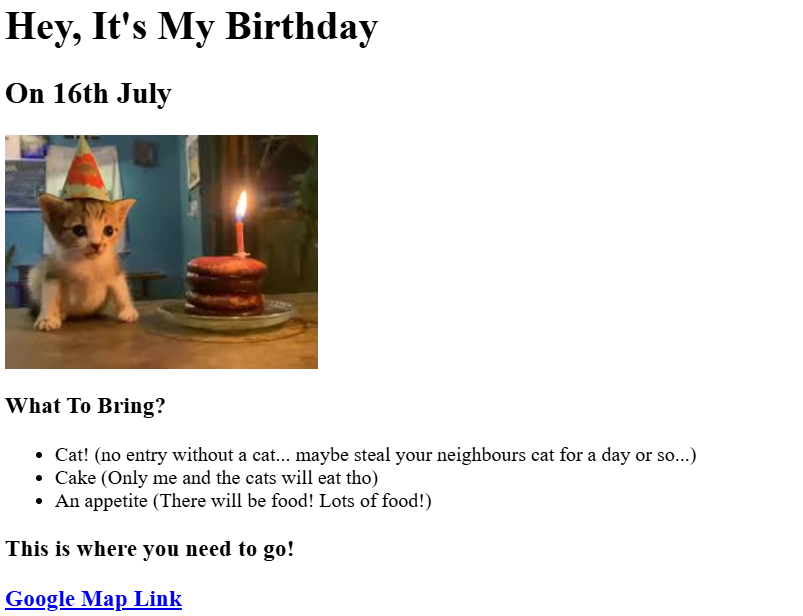 Hey, It's My Birthday
On 16th July
What To Bring?
Cat! (no entry without a cat... maybe steal your neighbours cat for a day or so...)
Cake (Only me and the cats will eat tho)
An appetite (There will be food! Lots of food!)
This is where you need to go!
Google Map Link